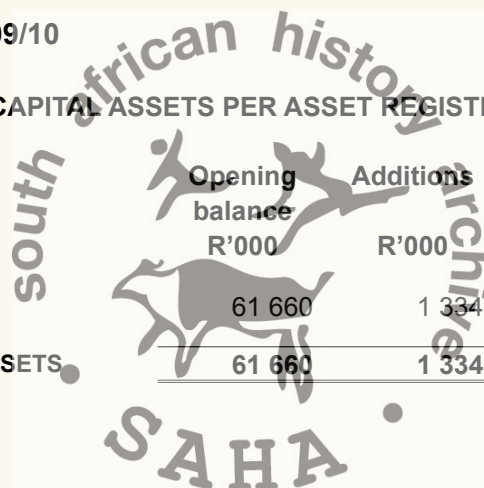 09/10
CAPITAL ASSETS PER ASSET REGIST
Opening Additions
balance
R'000 R'000
61 660 1 334
SETS 61 660 1 334
south african history archive
SAHA